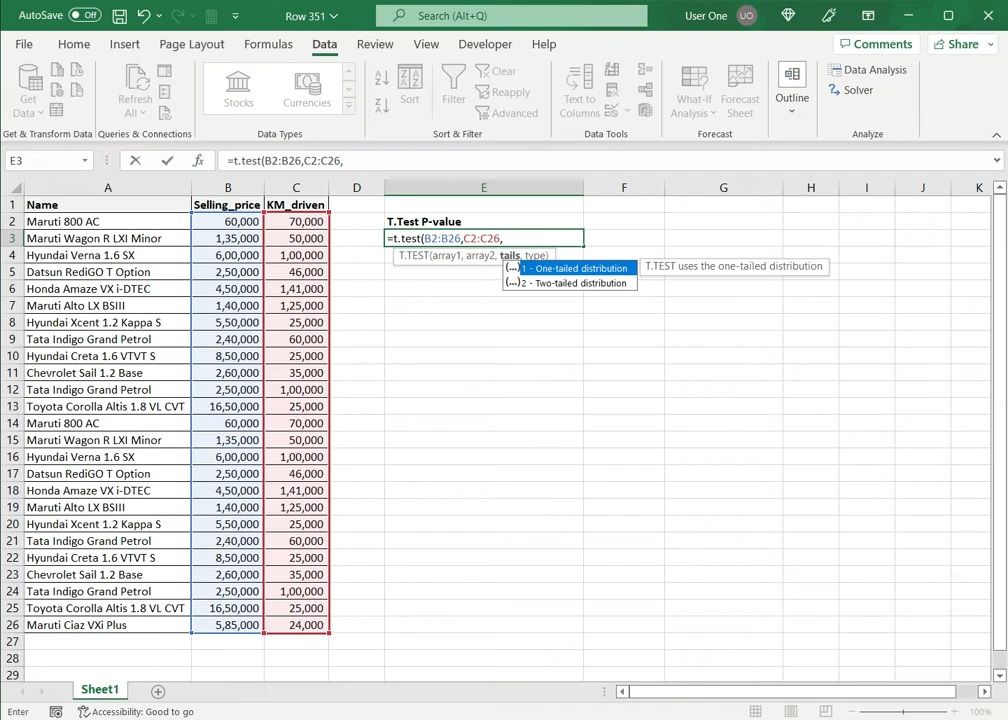 AutoSave Off Row 351 Search (Alt+Q) User One UO
File Home Insert Page Layout Formulas Data Review View Developer Help Comments Share
Get Data Refresh All Stocks Currencies Sort Filter Clear Reapply Advanced Text to Columns What-If Analysis Forecast Sheet Outline Data Analysis Solver
Get & Transform Data Queries & Connections Data Types Sort & Filter Data Tools Forecast Analyze
E3 fx =t.test(B2:B26,C2:C26,
A B C D E F G H I J K
1 Name Selling_price KM_driven
2 Maruti 800 AC 60,000 70,000 T.Test P-value
3 Maruti Wagon R LXI Minor 1,35,000 50,000 =t.test(B2:B26,C2:C26,
4 Hyundai Verna 1.6 SX 6,00,000 1,00,000 T.TEST(array1, array2, tails, type)
5 Datsun RediGO T Option 2,50,000 46,000 (...) 1 - One-tailed distribution T.TEST uses the one-tailed distribution
6 Honda Amaze VX i-DTEC 4,50,000 1,41,000 (...) 2 - Two-tailed distribution
7 Maruti Alto LX BSIII 1,40,000 1,25,000
8 Hyundai Xcent 1.2 Kappa S 5,50,000 25,000
9 Tata Indigo Grand Petrol 2,40,000 60,000
10 Hyundai Creta 1.6 VTVT S 8,50,000 25,000
11 Chevrolet Sail 1.2 Base 2,60,000 35,000
12 Tata Indigo Grand Petrol 2,50,000 1,00,000
13 Toyota Corolla Altis 1.8 VL CVT 16,50,000 25,000
14 Maruti 800 AC 60,000 70,000
15 Maruti Wagon R LXI Minor 1,35,000 50,000
16 Hyundai Verna 1.6 SX 6,00,000 1,00,000
17 Datsun RediGO T Option 2,50,000 46,000
18 Honda Amaze VX i-DTEC 4,50,000 1,41,000
19 Maruti Alto LX BSIII 1,40,000 1,25,000
20 Hyundai Xcent 1.2 Kappa S 5,50,000 25,000
21 Tata Indigo Grand Petrol 2,40,000 60,000
22 Hyundai Creta 1.6 VTVT S 8,50,000 25,000
23 Chevrolet Sail 1.2 Base 2,60,000 35,000
24 Tata Indigo Grand Petrol 2,50,000 1,00,000
25 Toyota Corolla Altis 1.8 VL CVT 16,50,000 25,000
26 Maruti Ciaz VXi Plus 5,85,000 24,000
27
28
29
Sheet1
Enter Accessibility: Good to go 100%